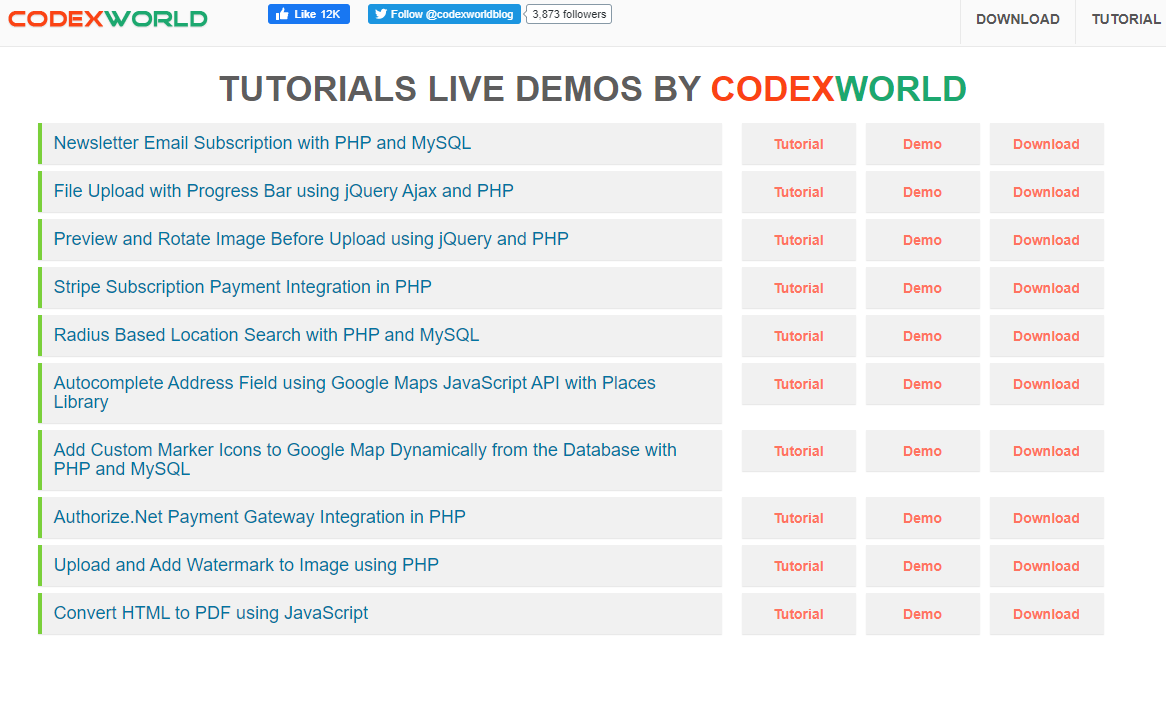 CODEXWORLD Like 12K Follow @codexworldblog 3,873 followers DOWNLOAD TUTORIAL
TUTORIALS LIVE DEMOS BY CODEXWORLD
Newsletter Email Subscription with PHP and MySQL Tutorial Demo Download
File Upload with Progress Bar using jQuery Ajax and PHP Tutorial Demo Download
Preview and Rotate Image Before Upload using jQuery and PHP Tutorial Demo Download
Stripe Subscription Payment Integration in PHP Tutorial Demo Download
Radius Based Location Search with PHP and MySQL Tutorial Demo Download
Autocomplete Address Field using Google Maps JavaScript API with Places Tutorial Demo Download
Library
Add Custom Marker Icons to Google Map Dynamically from the Database with Tutorial Demo Download
PHP and MySQL
Authorize.Net Payment Gateway Integration in PHP Tutorial Demo Download
Upload and Add Watermark to Image using PHP Tutorial Demo Download
Convert HTML to PDF using JavaScript Tutorial Demo Download